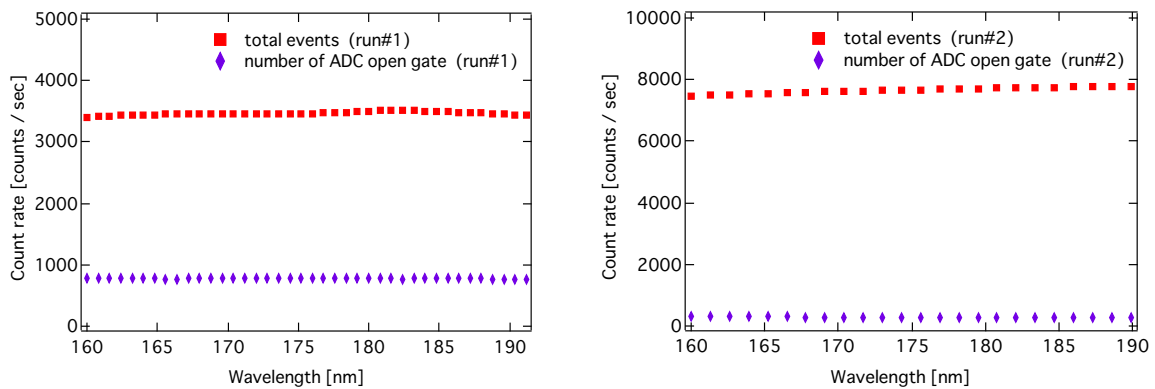 5000
4000
3000
2000
1000
0
Count rate [counts / sec]
total events (run#1)
number of ADC open gate (run#1)
160 165 170 175 180 185 190
Wavelength [nm]
10000
8000
6000
4000
2000
0
Count rate [counts / sec]
total events (run#2)
number of ADC open gate (run#2)
160 165 170 175 180 185 190
Wavelength [nm]